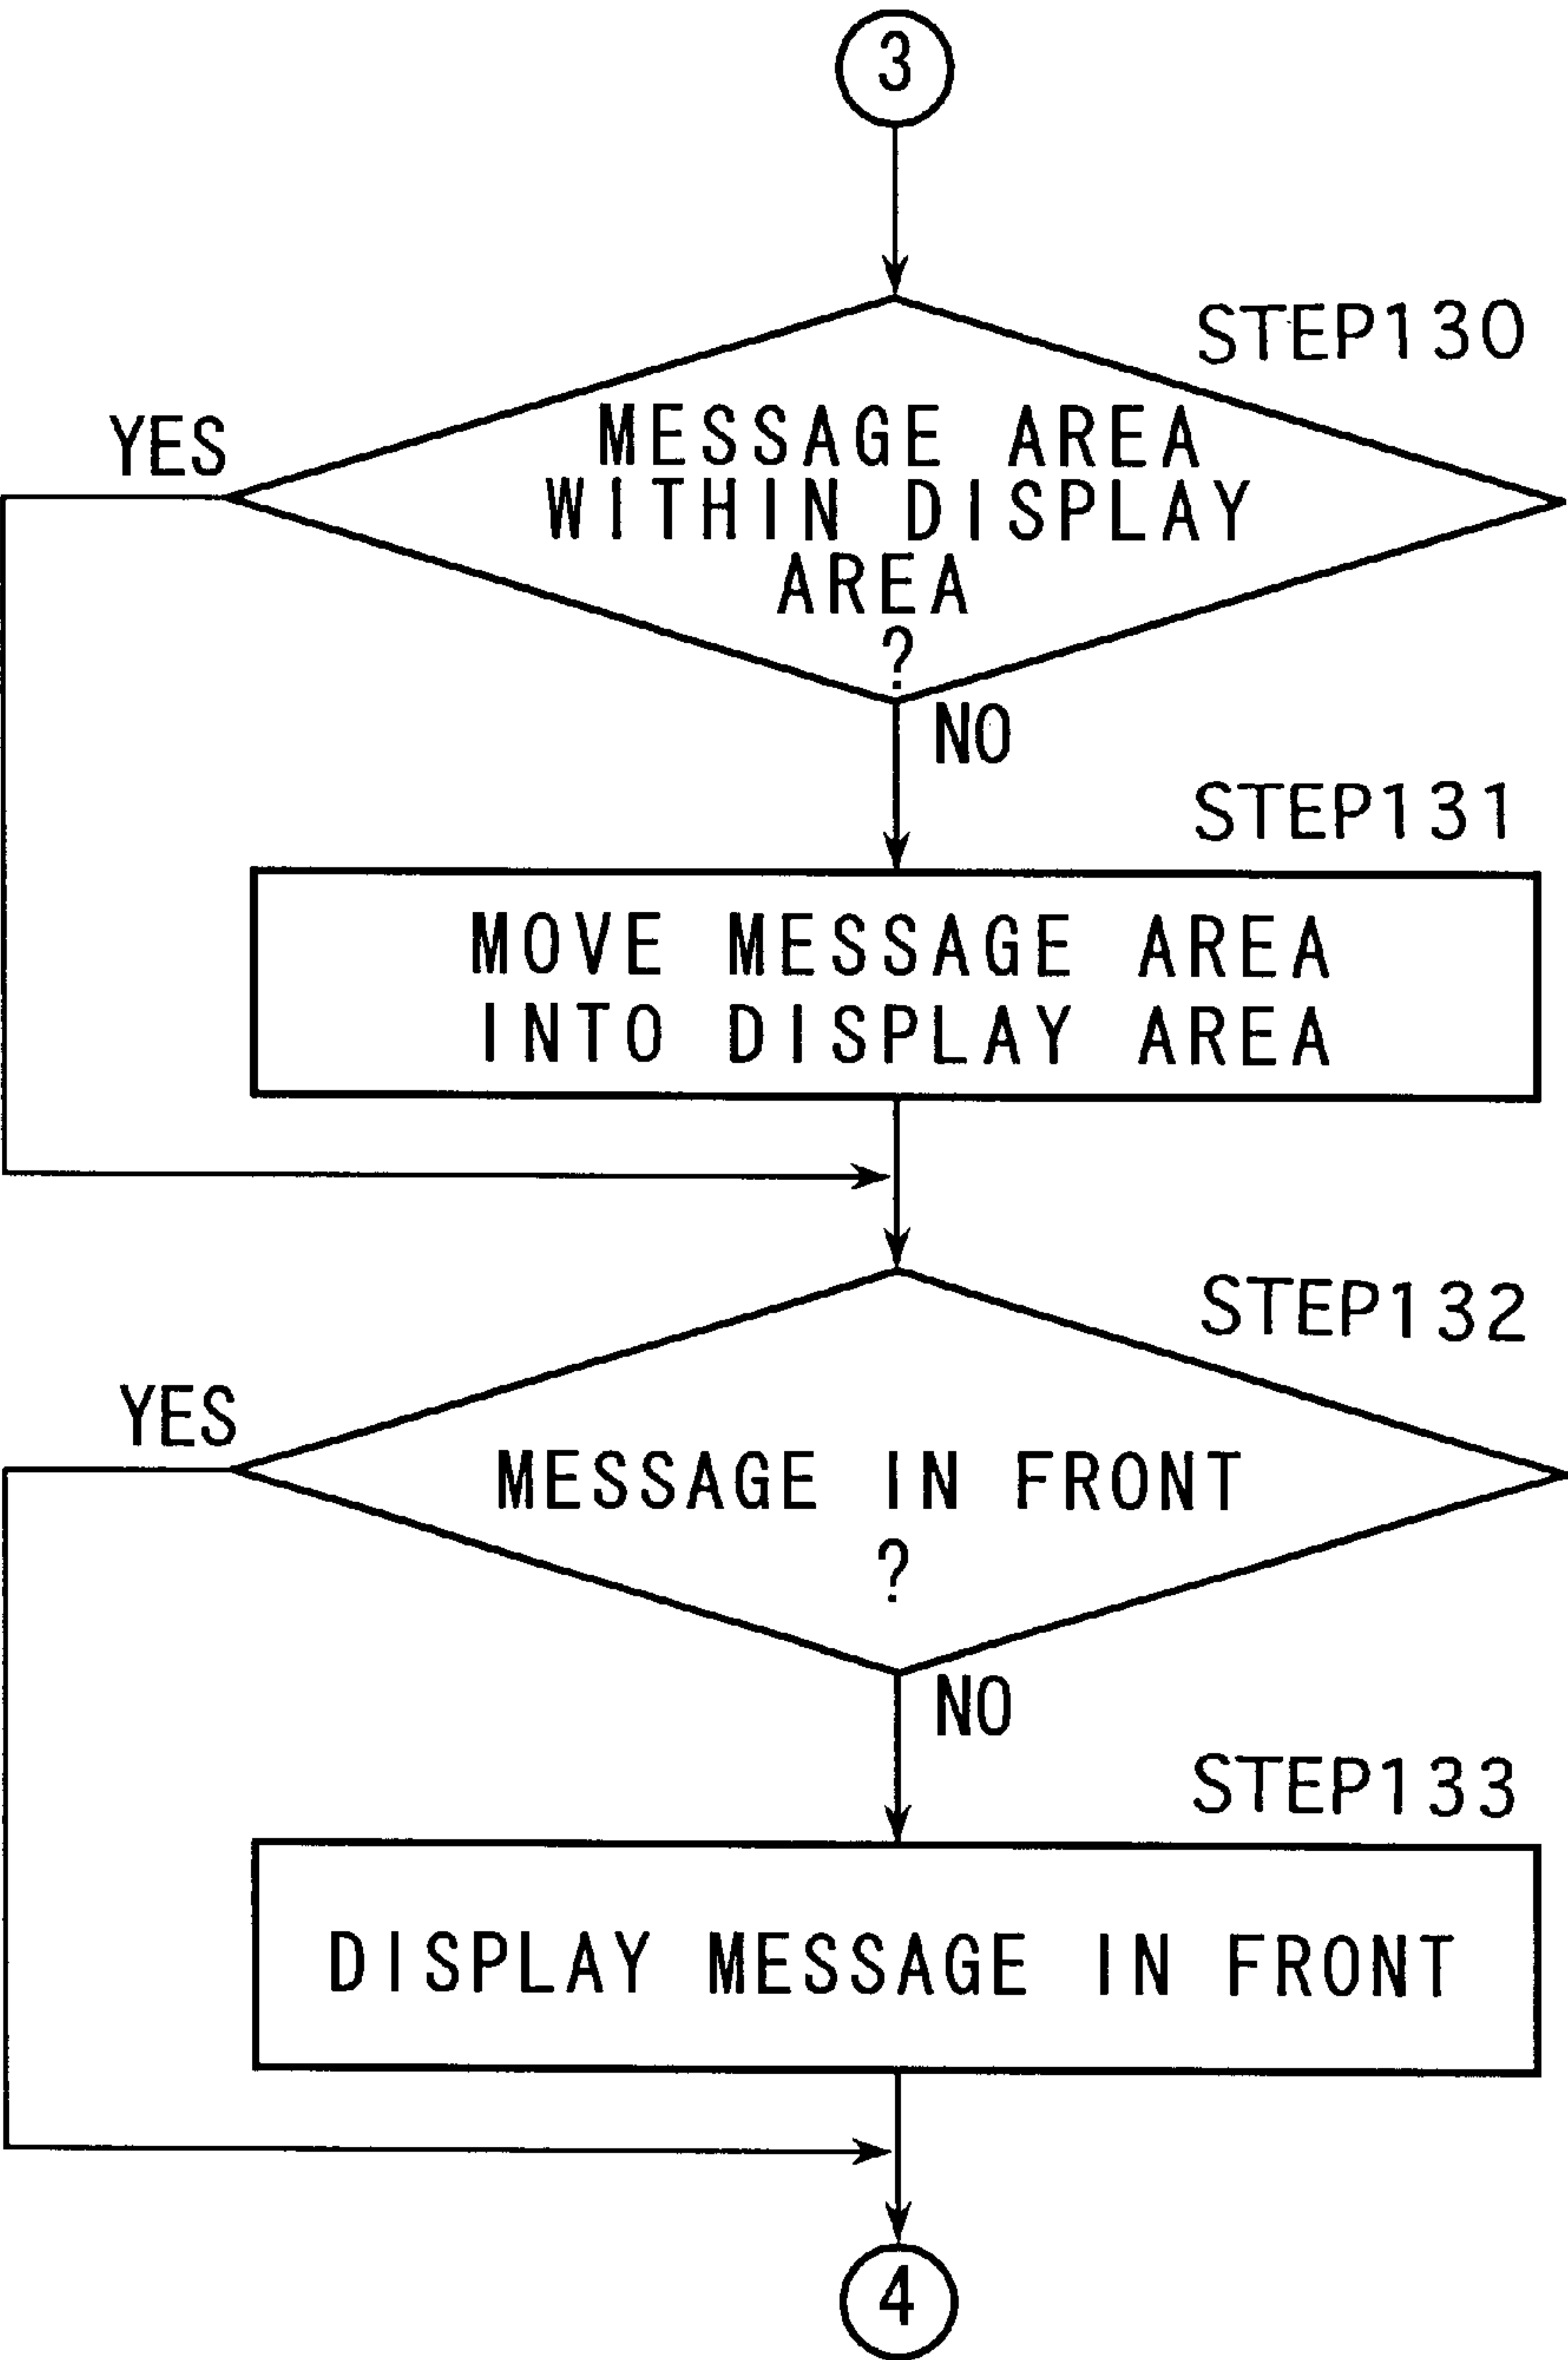 3
STEP130
YES
MESSAGE AREA
WITHIN DISPLAY
AREA
?
NO
STEP131
MOVE MESSAGE AREA
INTO DISPLAY AREA
STEP132
YES
MESSAGE IN FRONT
?
NO
STEP133
DISPLAY MESSAGE IN FRONT
4